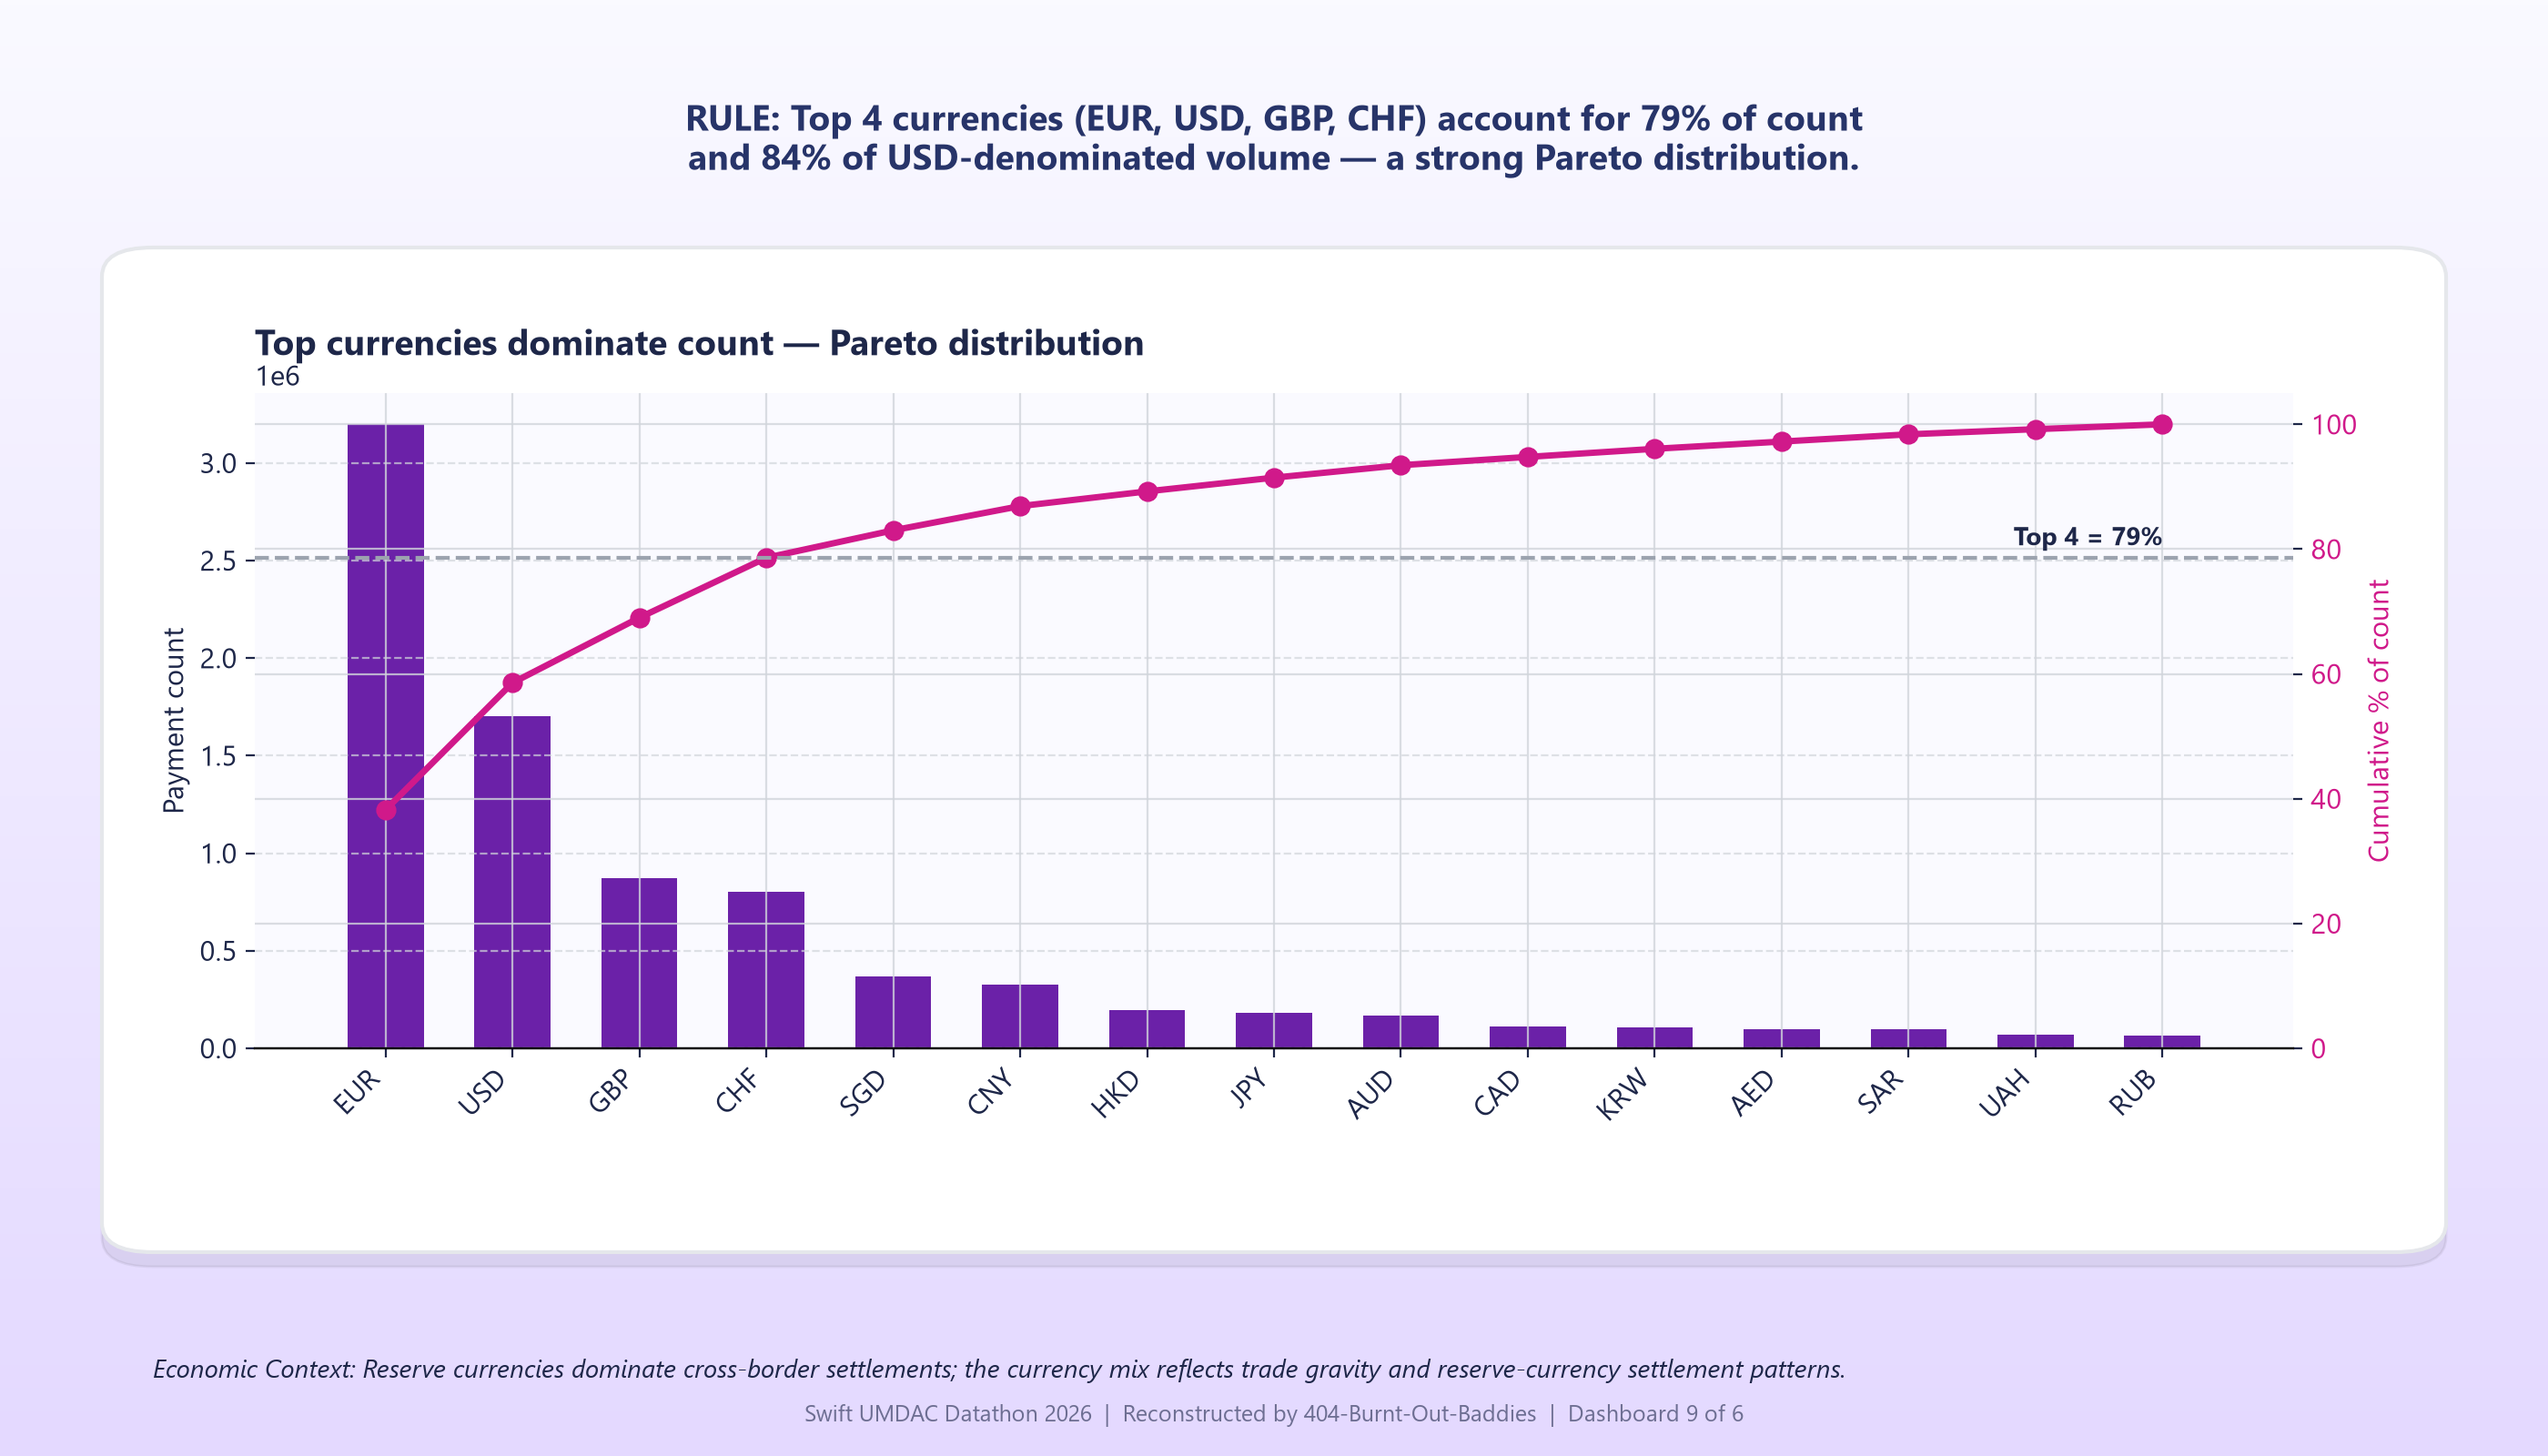 RULE: Top 4 currencies (EUR, USD, GBP, CHF) account for 79% of count
and 84% of USD-denominated volume — a strong Pareto distribution.
Top currencies dominate count — Pareto distribution
1e6
3.0
2.5
2.0
1.5
1.0
0.5
0.0
Payment count
100
80
60
40
20
0
Cumulative % of count
Top 4 = 79%
EUR
USD
GBP
CHF
SGD
CNY
HKD
JPY
AUD
CAD
KRW
AED
SAR
UAH
RUB
Economic Context: Reserve currencies dominate cross-border settlements; the currency mix reflects trade gravity and reserve-currency settlement patterns.
Swift UMDAC Datathon 2026 | Reconstructed by 404-Burnt-Out-Baddies | Dashboard 9 of 6